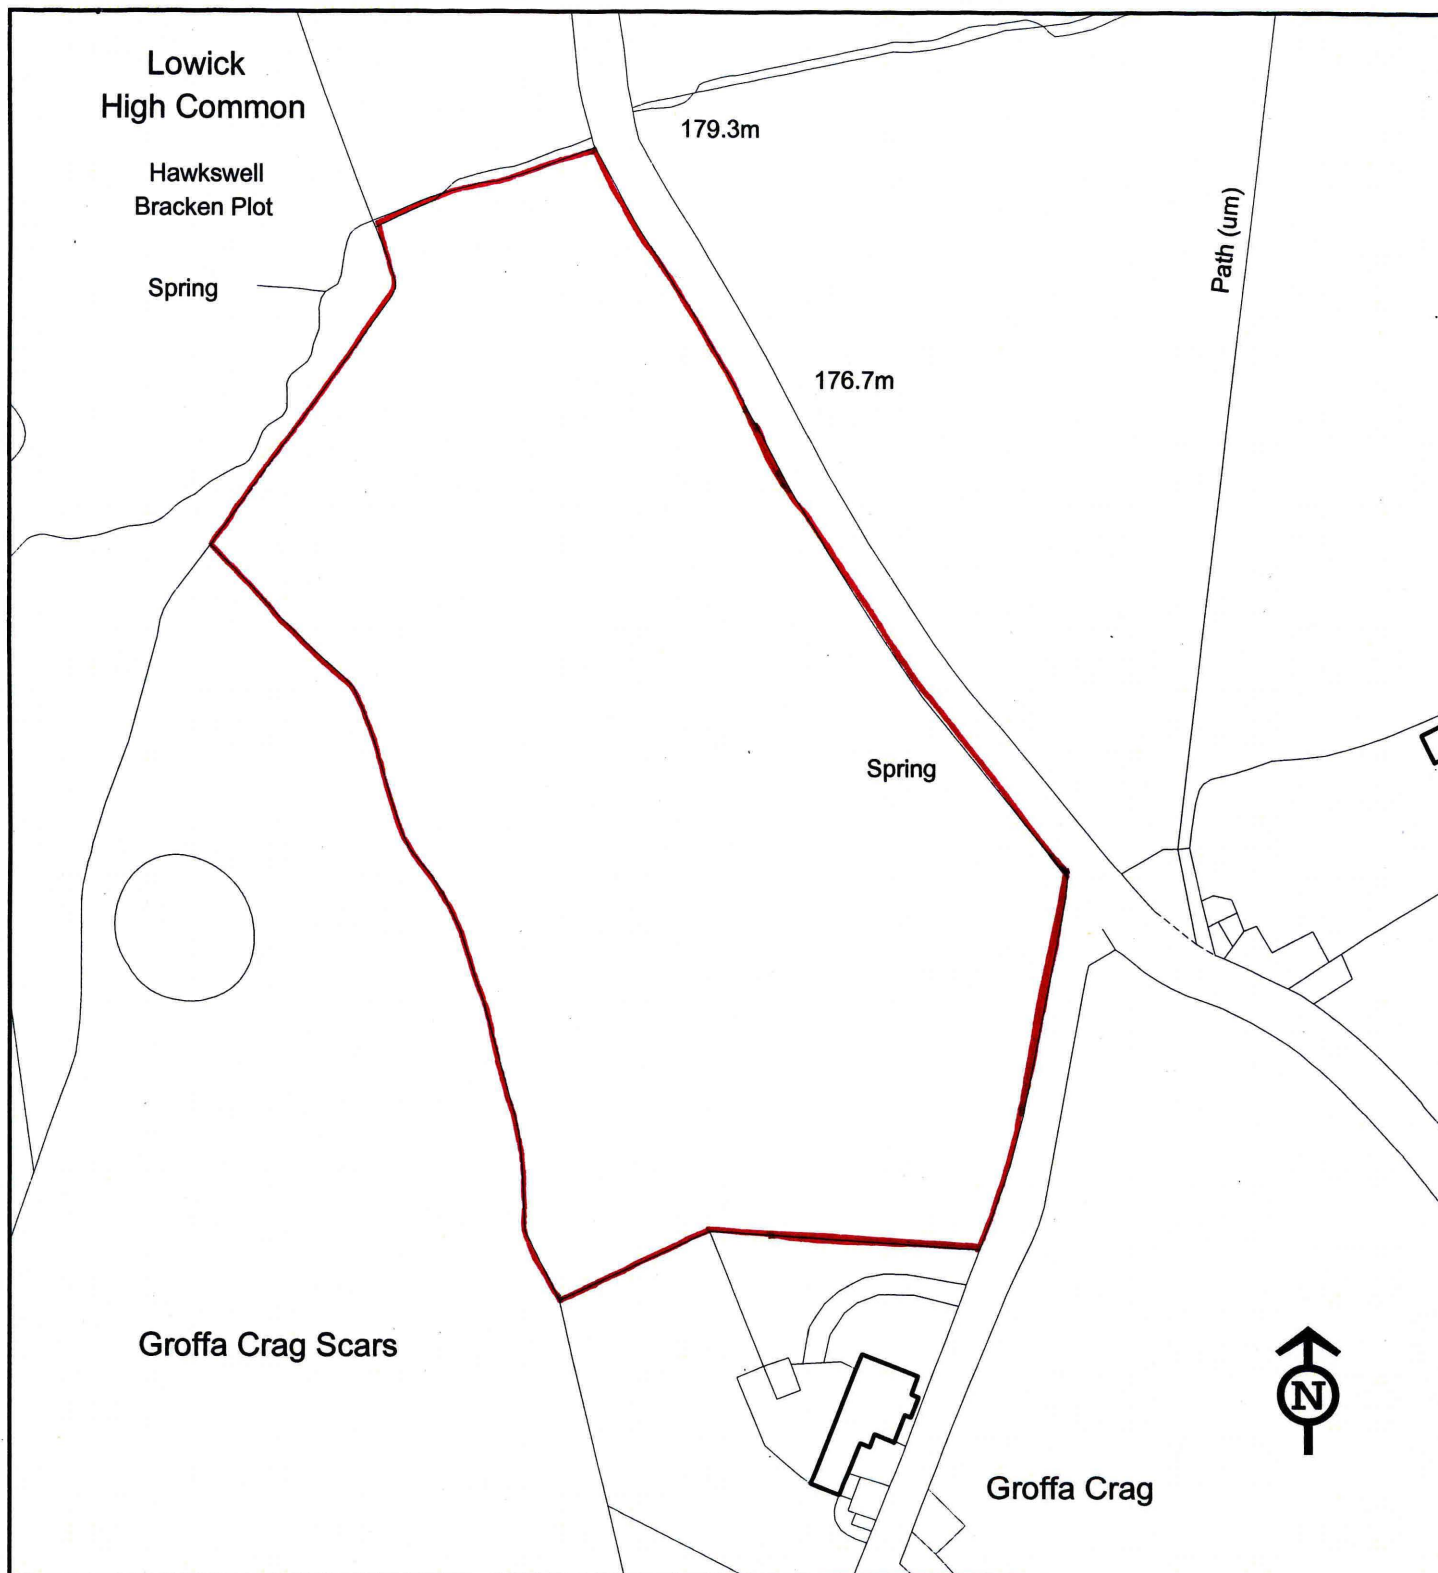 Lowick
High Common
179.3m
Hawkswell
Bracken Plot
Path (um)
Spring
176.7m
Spring
Groffa Crag Scars
N
Groffa Crag